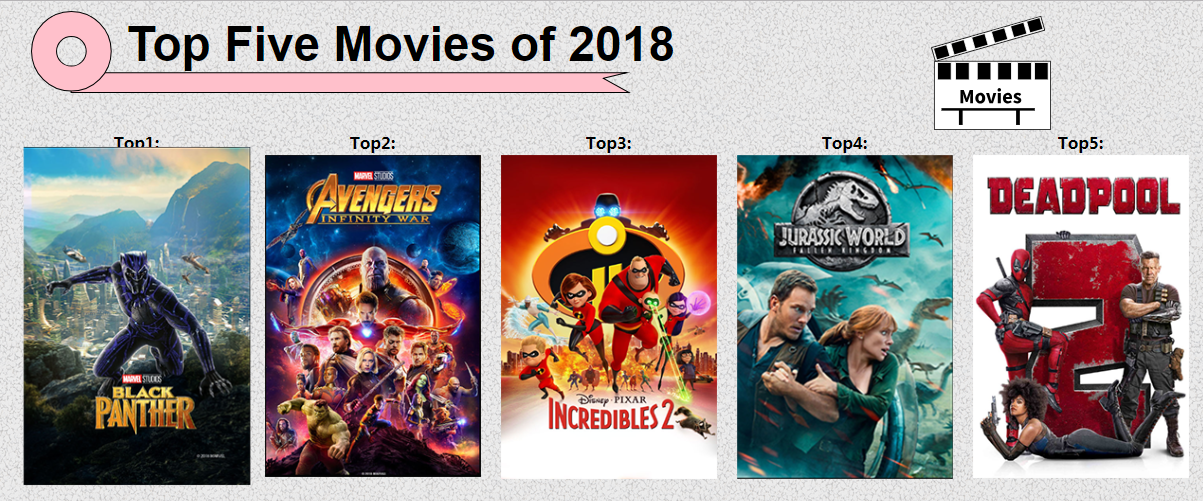 Top Five Movies of 2018
Movies
Top1:
Top2:
Top3:
Top4:
Top5:
MARVEL STUDIOS
BLACK
PANTHER
MARVEL STUDIOS
AVENGERS
INFINITY WAR
Disney • PIXAR
INCREDIBLES 2
JURASSIC WORLD
FALLEN KINGDOM
DEADPOOL
2